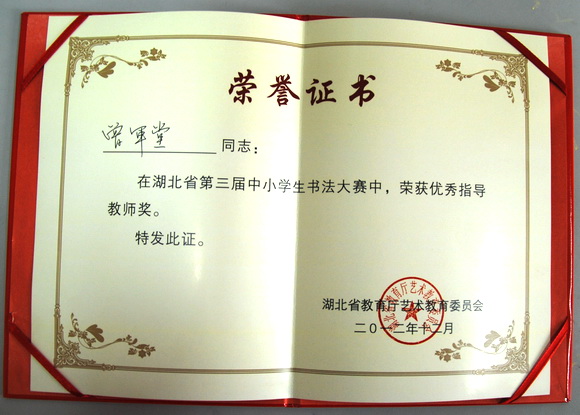 荣誉证书
曾军堂 同志：
在湖北省第三届中小学生书法大赛中，荣获优秀指导
教师奖。
特发此证。
湖北省教育厅艺术教育委员会
二〇一二年十二月